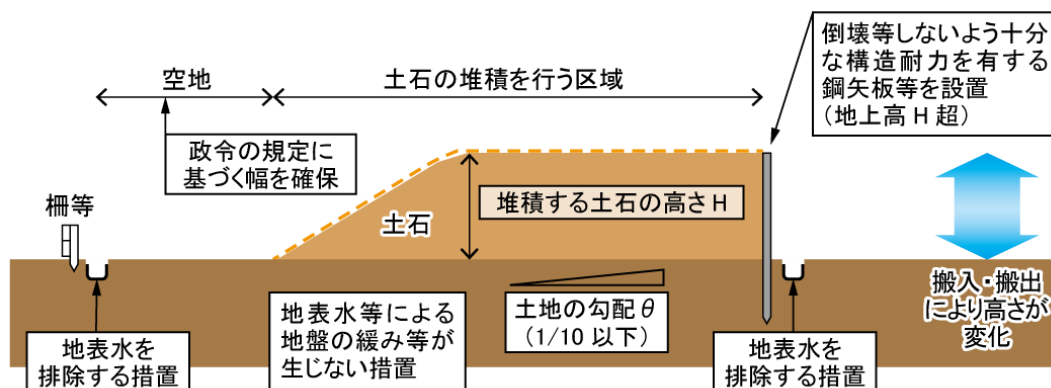 空地
土石の堆積を行う区域
倒壊等しないよう十分
な構造耐力を有する
鋼矢板等を設置
（地上高H超）
政令の規定に
基づく幅を確保
柵等
土石
堆積する土石の高さH
地表水を
排除する措置
地表水等による
地盤の緩み等が
生じない措置
土地の勾配θ
（1/10以下）
地表水を
排除する措置
搬入・搬出
により高さが
変化